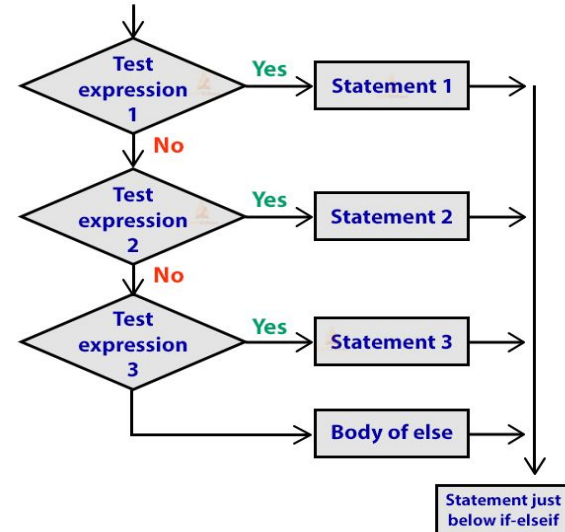 Test
expression
1
Yes
Statement 1
No
Test
expression
2
Yes
Statement 2
No
Test
expression
3
Yes
Statement 3
Body of else
Statement just
below if-elseif